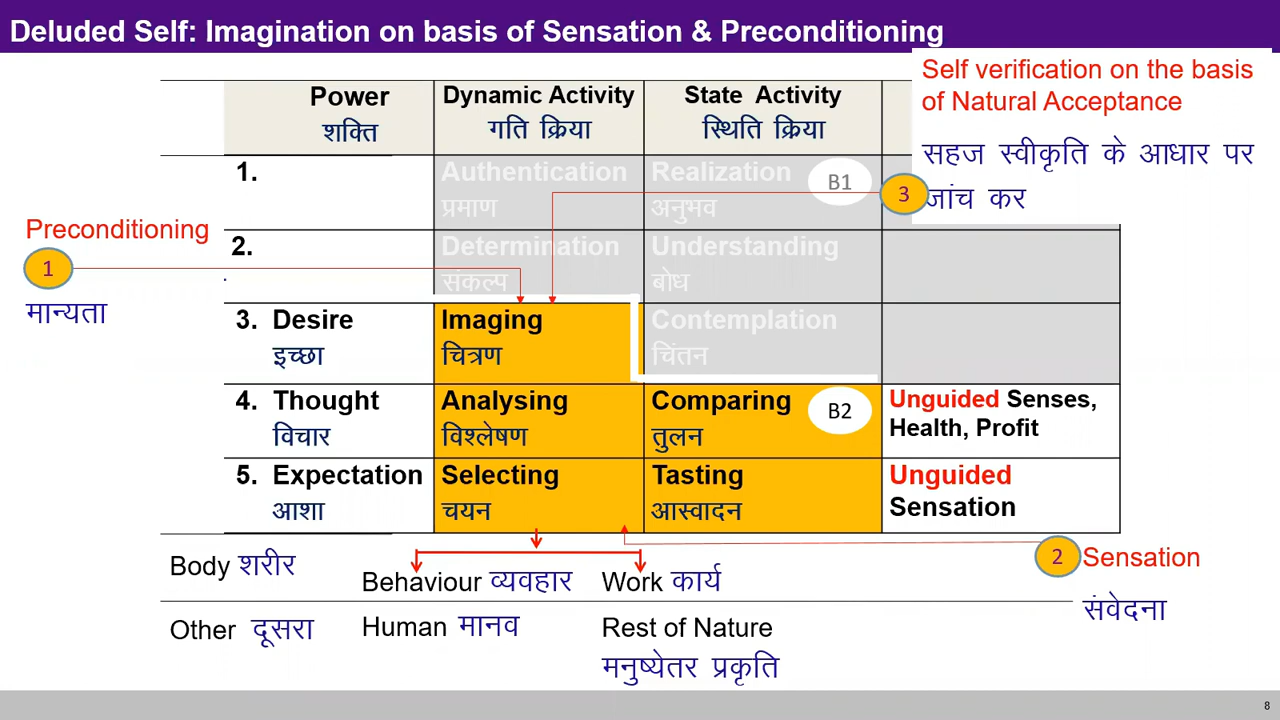 Deluded Self: Imagination on basis of Sensation & Preconditioning
Self verification on the basis
of Natural Acceptance
सहज स्वीकृति के आधार पर
3 जांच कर
Power
शक्ति
Dynamic Activity
गति क्रिया
State Activity
स्थिति क्रिया
1.
Authentication
प्रमाण
Realization
अनुभव
B1
Preconditioning
1
मान्यता
2.
Determination
संकल्प
Understanding
बोध
3. Desire
इच्छा
Imaging
चित्रण
Contemplation
चिंतन
4. Thought
विचार
Analysing
विश्लेषण
Comparing
तुलन
B2
Unguided Senses,
Health, Profit
5. Expectation
आशा
Selecting
चयन
Tasting
आस्वादन
Unguided
Sensation
2 Sensation
संवेदना
Body शरीर
Behaviour व्यवहार
Work कार्य
Other दूसरा
Human मानव
Rest of Nature
मनुष्येतर प्रकृति
8